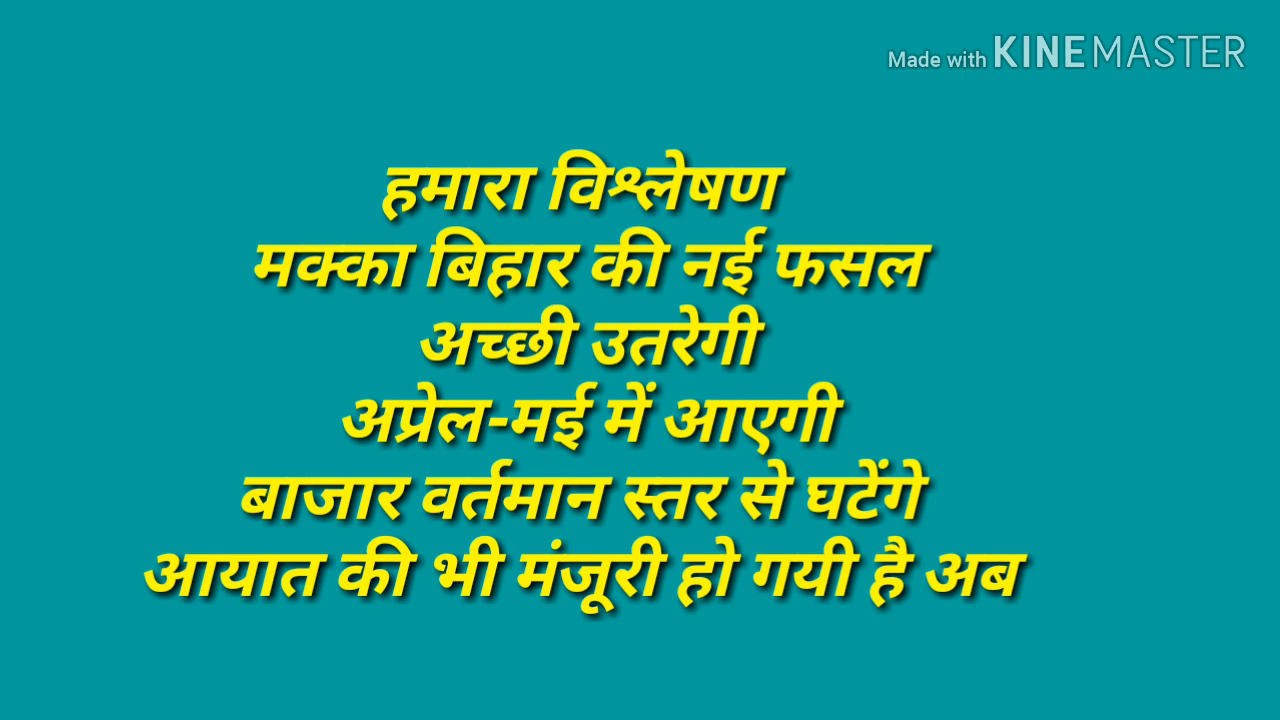 Made with KINEMASTER
हमारा विश्लेषण
मक्का बिहार की नई फसल
अच्छी उतरेगी
अप्रेल-मई में आएगी
बाजार वर्तमान स्तर से घटेंगे
आयात की भी मंजूरी हो गयी है अब